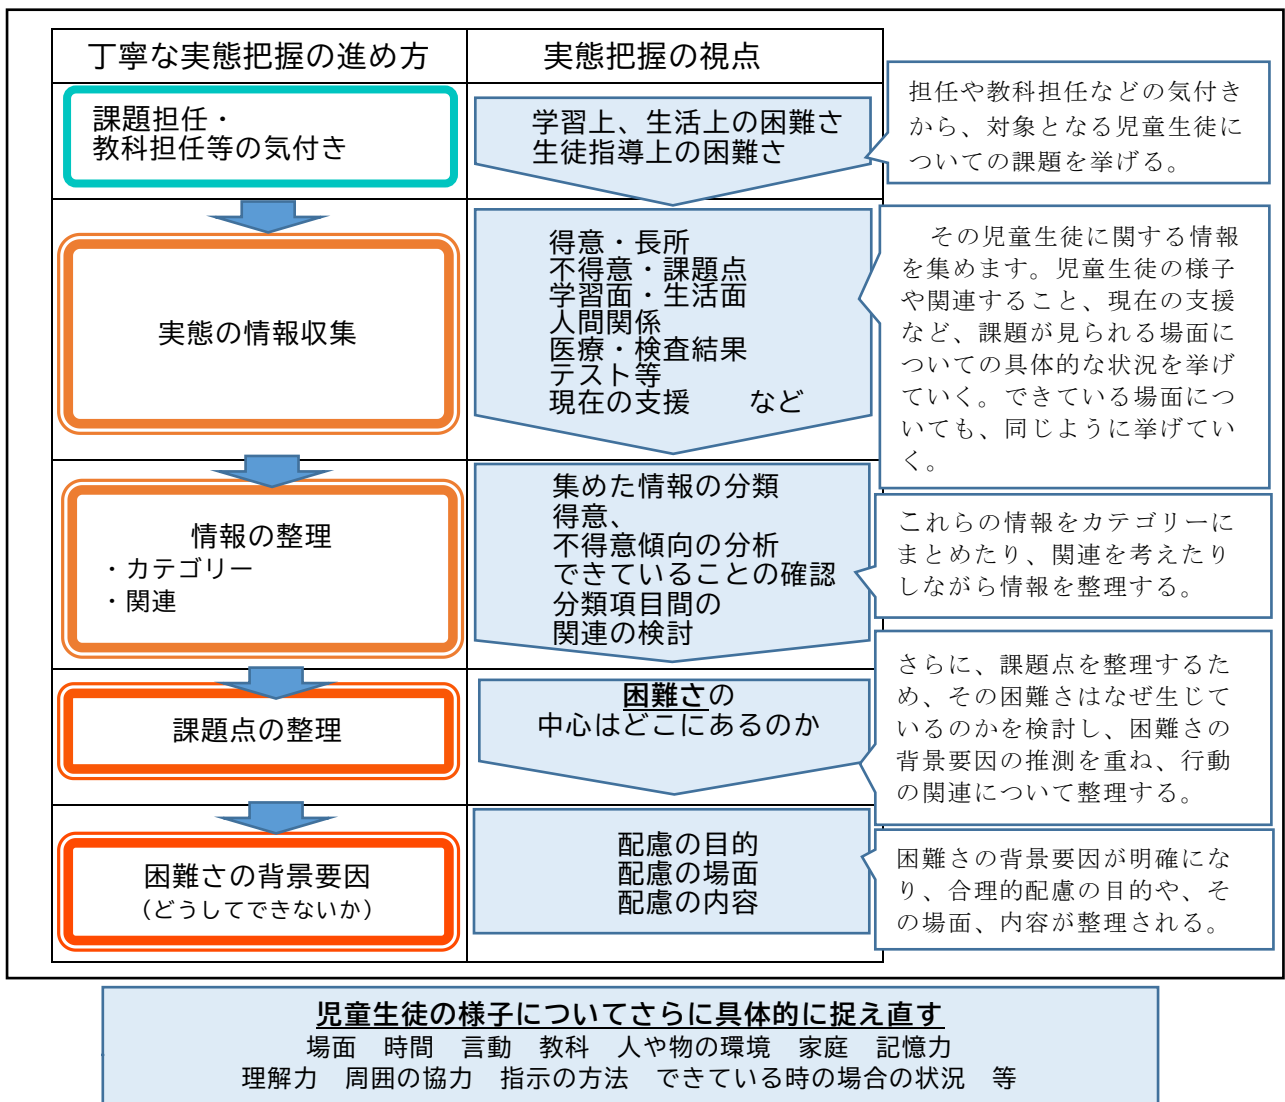 丁寧な実態把握の進め方
実態把握の視点
課題担任・
教科担任等の気付き
学習上、生活上の困難さ
生徒指導上の困難さ
担任や教科担任などの気付き
から、対象となる児童生徒に
ついての課題を挙げる。
実態の情報収集
得意・長所
不得意・課題点
学習面・生活面
人間関係
医療・検査結果
テスト等
現在の支援　　など
その児童生徒に関する情報
を集めます。児童生徒の様子
や関連すること、現在の支援
など、課題が見られる場面に
ついての具体的な状況を挙げ
ていく。できている場面につ
いても、同じように挙げてい
く。
情報の整理
・カテゴリー
・関連
集めた情報の分類
得意、
不得意傾向の分析
できていることの確認
分類項目間の
関連の検討
これらの情報をカテゴリーに
まとめたり、関連を考えたり
しながら情報を整理する。
課題点の整理
困難さの
中心はどこにあるのか
さらに、課題点を整理するた
め、その困難さはなぜ生じて
いるのかを検討し、困難さの
背景要因の推測を重ね、行動
の関連について整理する。
困難さの背景要因
（どうしてできないか）
配慮の目的
配慮の場面
配慮の内容
困難さの背景要因が明確にな
り、合理的配慮の目的や、そ
の場面、内容が整理される。
児童生徒の様子についてさらに具体的に捉え直す
場面　時間　言動　教科　人や物の環境　家庭　記憶力
理解力　周囲の協力　指示の方法　できている時の場合の状況　等